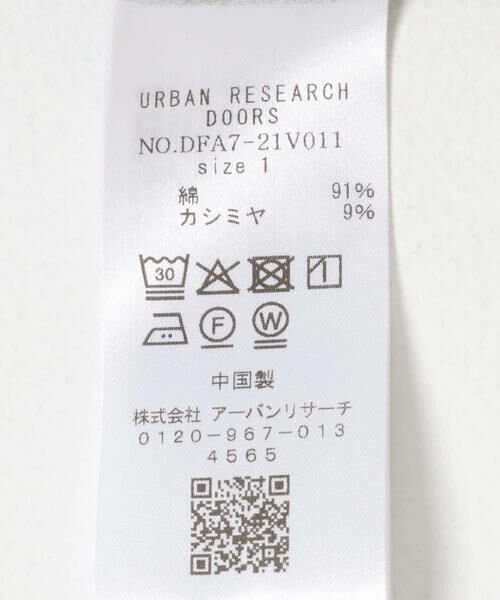 URBAN RESEARCH
DOORS
NO.DFA7-21V011
size 1
綿 91%
カシミヤ 9%
30
F W
中国製
株式会社 アーバンリサーチ
0120-967-013
4565